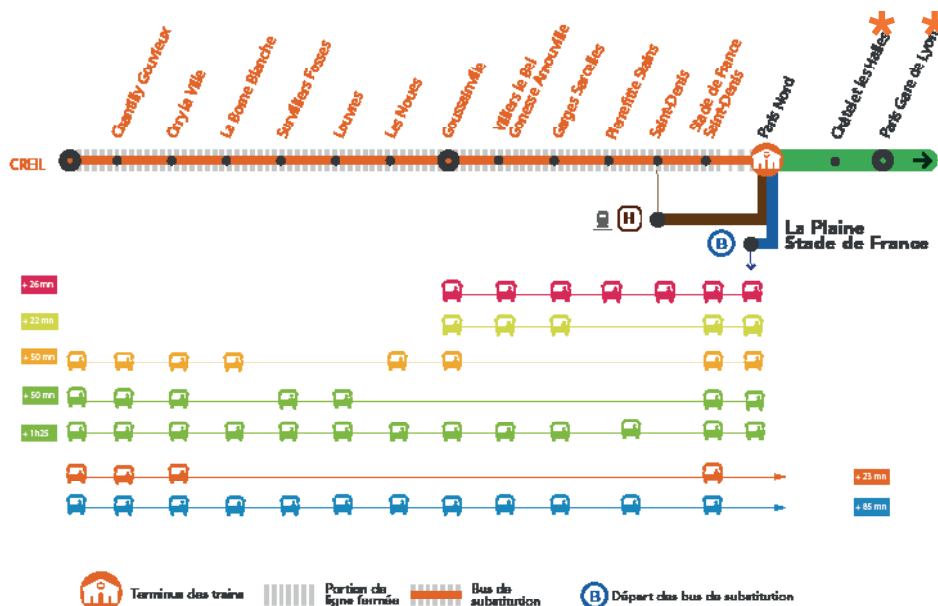 Chantilly Gouvieux
Orry la Ville
La Borne Blanche
Survilliers Fosses
Louvres
Les Noues
Goussainville
Villiers le Bel
Gonesse Arnouville
Garges Sarcelles
Pierrefitte Stains
Saint-Denis
Stade de France
Saint-Denis
Paris Nord
Châtelet les Halles
Paris Gare de Lyon
CREIL
H
B
La Plaine
Stade de France
+ 26 mn
+ 22 mn
+ 50 mn
+ 50 mn
+ 1h25
+ 23 mn
+ 85 mn
Terminus des trains
Portion de
ligne fermée
Bus de
substitution
B
Départ des bus de substitution